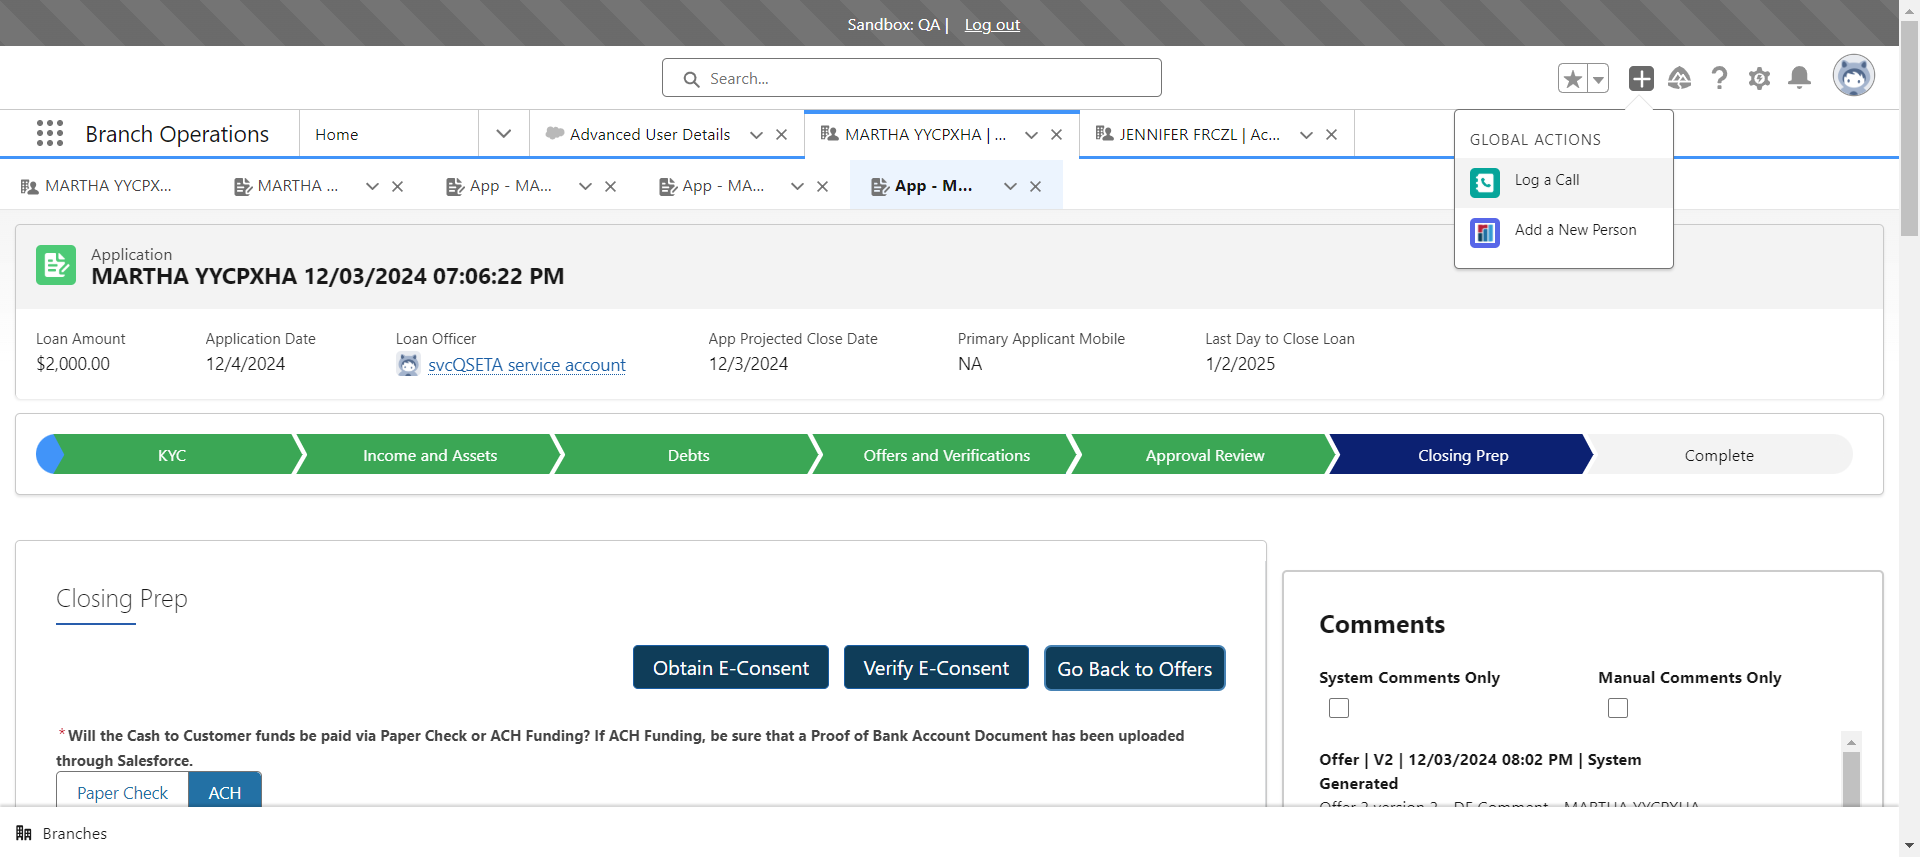 Sandbox: QA | Log out
Search...
Branch Operations
Home
Advanced User Details
MARTHA YYCPXHA | ...
JENNIFER FRCZL | Ac...
GLOBAL ACTIONS
Log a Call
Add a New Person
MARTHA YYCPX...
MARTHA ...
App - MA...
App - MA...
App - M...
Application
MARTHA YYCPXHA 12/03/2024 07:06:22 PM
Loan Amount
$2,000.00
Application Date
12/4/2024
Loan Officer
svcQSETA service account
App Projected Close Date
12/3/2024
Primary Applicant Mobile
NA
Last Day to Close Loan
1/2/2025
KYC
Income and Assets
Debts
Offers and Verifications
Approval Review
Closing Prep
Complete
Closing Prep
Obtain E-Consent
Verify E-Consent
Go Back to Offers
*Will the Cash to Customer funds be paid via Paper Check or ACH Funding? If ACH Funding, be sure that a Proof of Bank Account Document has been uploaded
through Salesforce.
Paper Check
ACH
Comments
System Comments Only
Manual Comments Only
Offer | V2 | 12/03/2024 08:02 PM | System
Generated
Branches